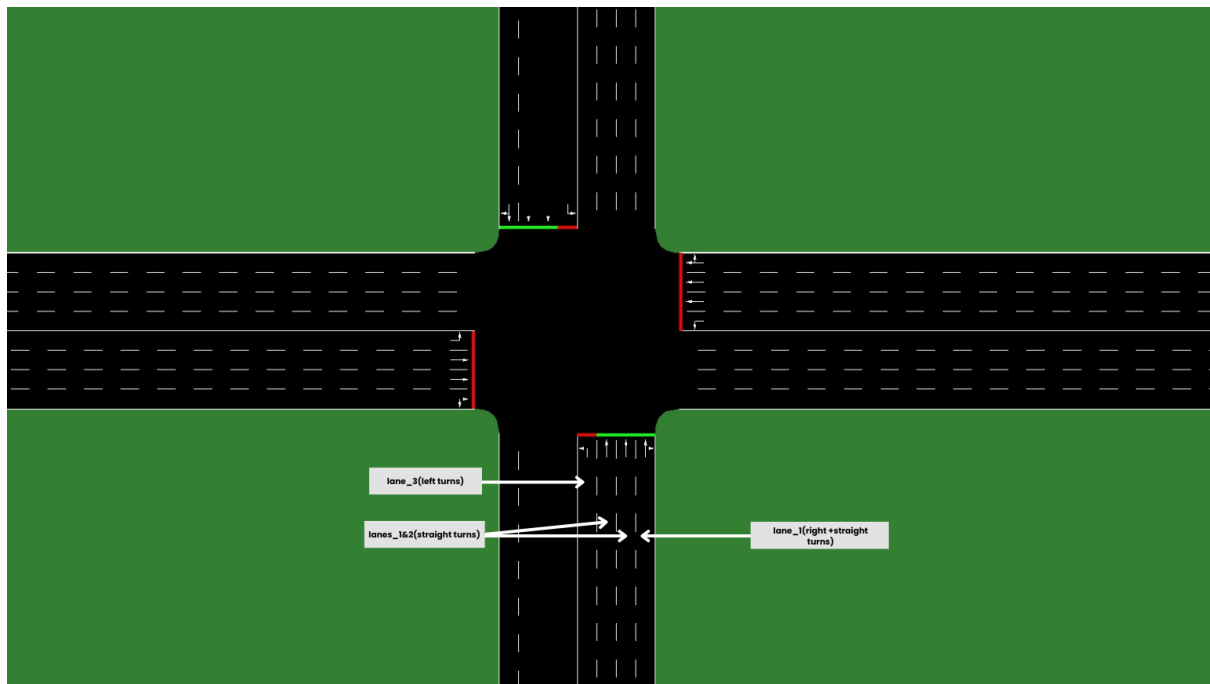 lane_3(left turns)
lanes_1&2(straight turns)
lane_1(right +straight
turns)